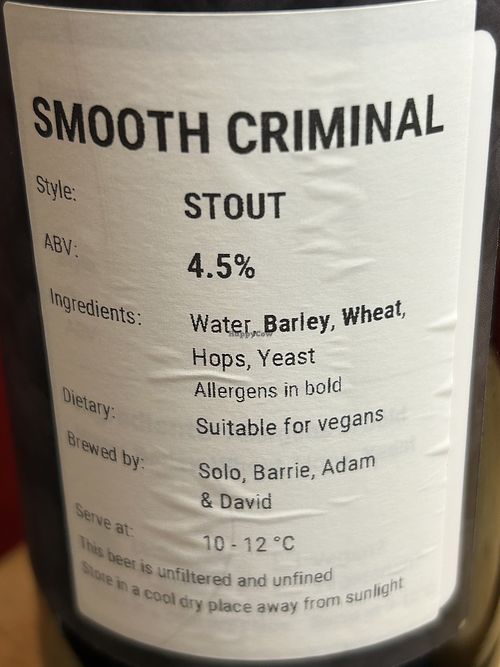 SMOOTH CRIMINAL
Style: STOUT
ABV: 4.5%
Ingredients: Water, Barley, Wheat,
Hops, Yeast
Allergens in bold
Dietary: Suitable for vegans
Brewed by: Solo, Barrie, Adam
& David
Serve at: 10 - 12 °C
This beer is unfiltered and unfined
Store in a cool dry place away from sunlight
HappyCow